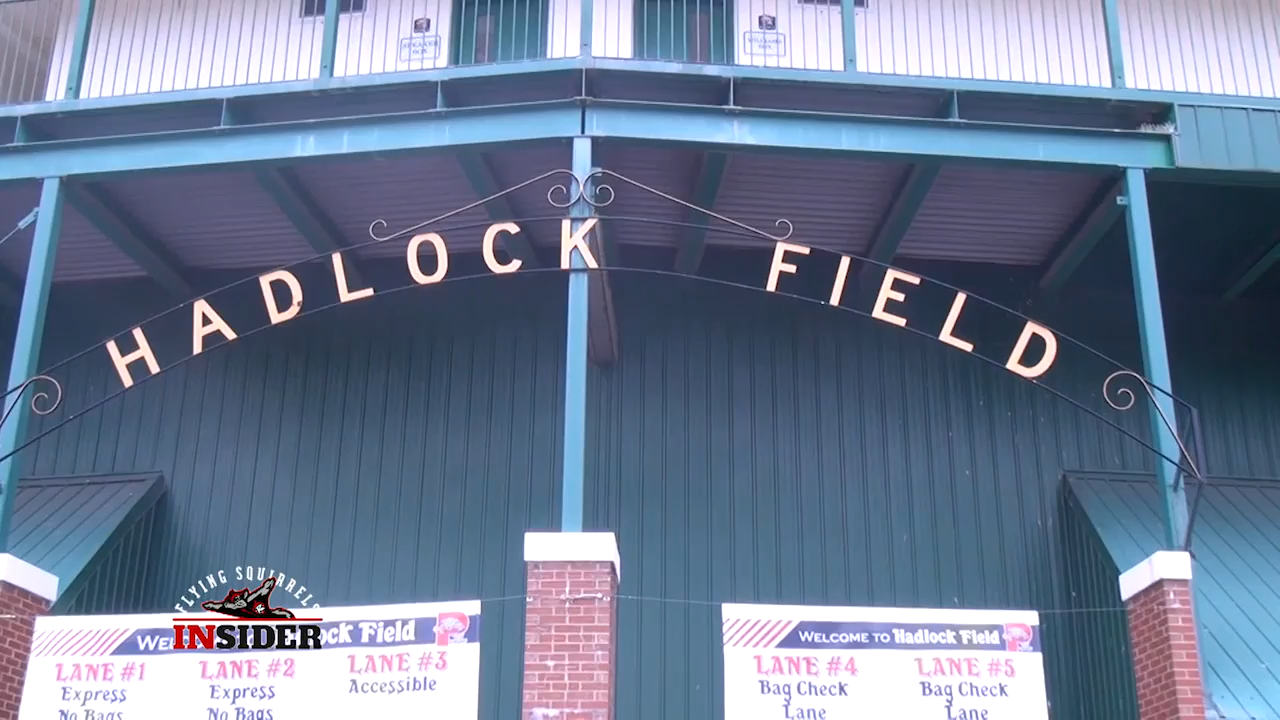 HADLOCK FIELD
FLYING SQUIRRELS
INSIDER
ock Field
LANE #1
Express
No Bags
LANE #2
Express
No Bags
LANE #3
Accessible
WELCOME TO Hadlock Field
LANE #4
Bag Check
Lane
LANE #5
Bag Check
Lane